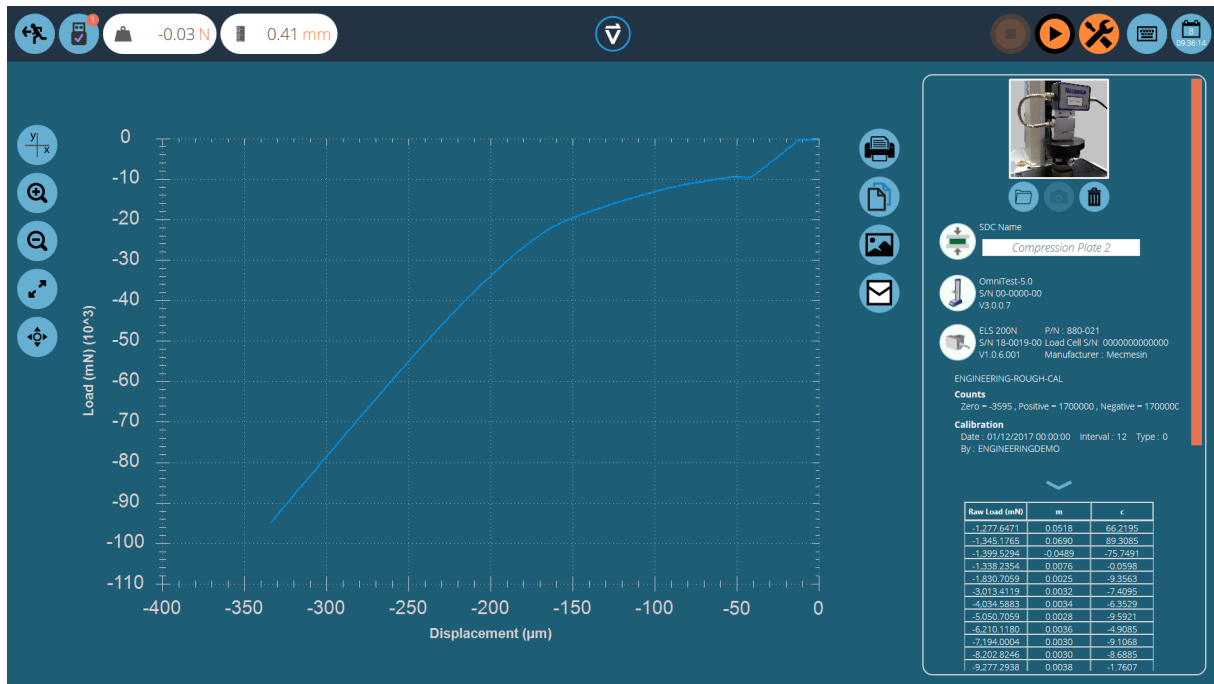 1
-0.03 N
0.41 mm
8
09:36:14
y
x
0
-10
-20
-30
-40
-50
-60
-70
-80
-90
-100
-110
Load (mN) (10^3)
-400 -350 -300 -250 -200 -150 -100 -50 0
Displacement (µm)
SDC Name
Compression Plate 2
OmniTest-5.0
S/N 00-0000-00
V3.0.0.7
ELS 200N P/N : 880-021
S/N 18-0019-00 Load Cell S/N: 0000000000000
V1.0.6.001 Manufacturer : Mecmesin
ENGINEERING-ROUGH-CAL
Counts
Zero = -3595 , Positive = 1700000 , Negative = 170000C
Calibration
Date : 01/12/2017 00:00:00 Interval : 12 Type : 0
By : ENGINEERINGDEMO
Raw Load (mN) m c
-1,277.6471 0.0518 66.2195
-1,345.1765 0.0690 89.3085
-1,399.5294 -0.0489 -75.7491
-1,338.2354 0.0076 -0.0598
-1,830.7059 0.0025 -9.3563
-3,013.4119 0.0032 -7.4095
-4,034.5883 0.0034 -6.3529
-5,050.7059 0.0028 -9.5921
-6,210.1180 0.0036 -4.9085
-7,194.0004 0.0030 -9.1068
-8,202.8246 0.0030 -8.6885
-9,277.2938 0.0038 -1.7607